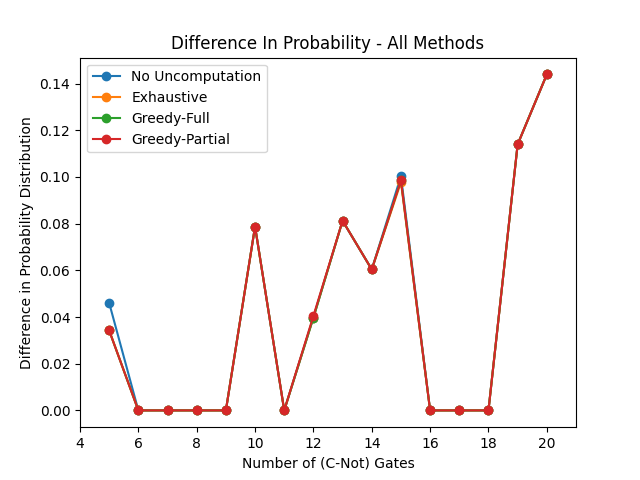 Difference In Probability - All Methods
No Uncomputation
Exhaustive
Greedy-Full
Greedy-Partial
Difference in Probability Distribution
0.14
0.12
0.10
0.08
0.06
0.04
0.02
0.00
4 6 8 10 12 14 16 18 20
Number of (C-Not) Gates